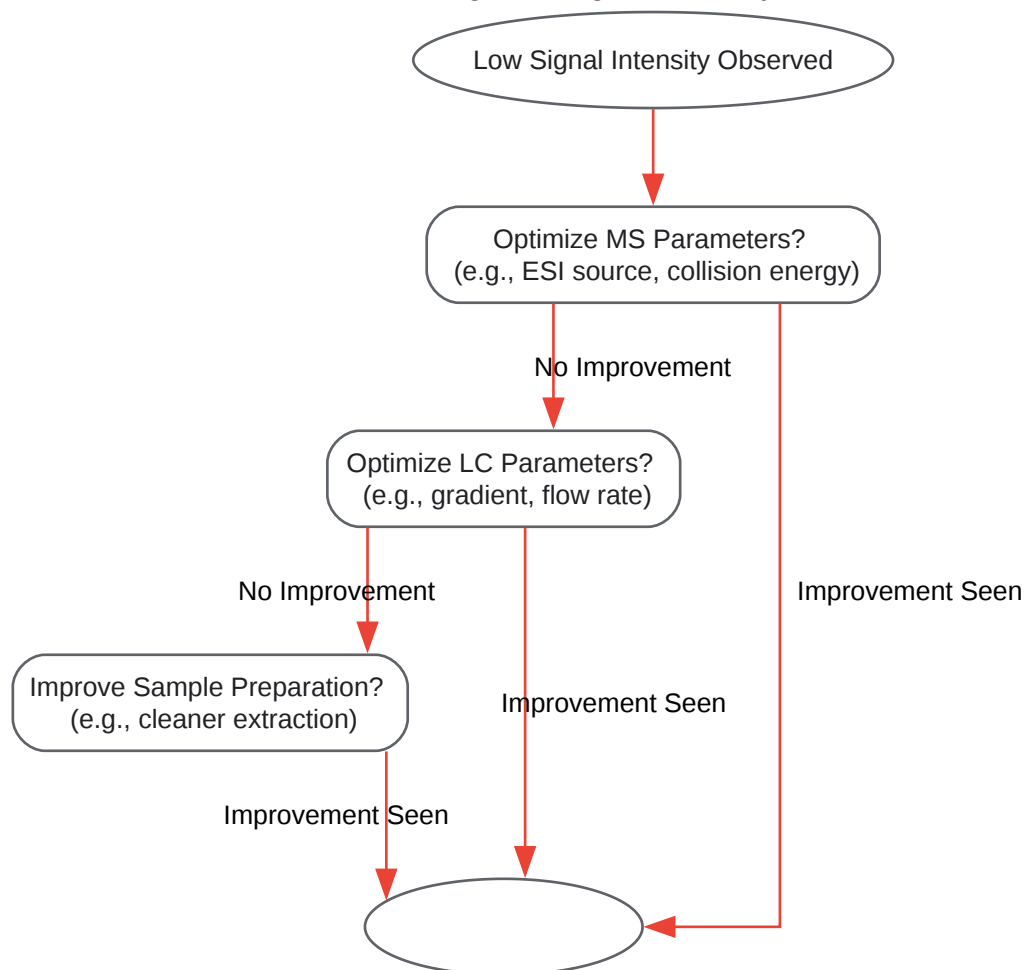 Low Signal Intensity Observed
Optimize MS Parameters?
(e.g., ESI source, collision energy)
No Improvement
Optimize LC Parameters?
(e.g., gradient, flow rate)
No Improvement
Improvement Seen
Improve Sample Preparation?
(e.g., cleaner extraction)
Improvement Seen
Improvement Seen